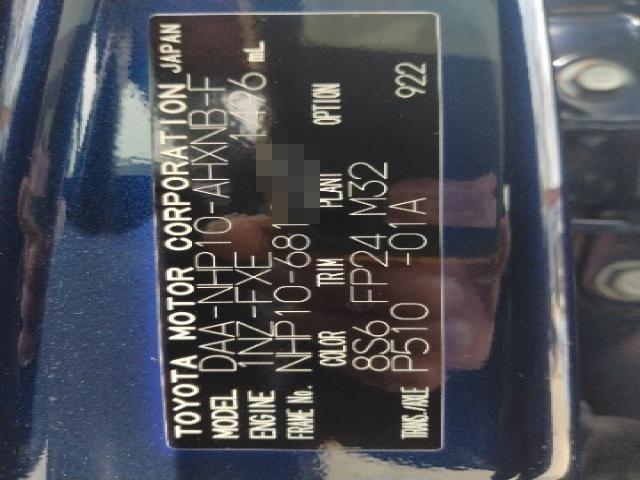 TOYOTA MOTOR CORPORATION JAPAN
MODEL DAA-NHP10-AHXNB-F
ENGINE 1NZ-FXE 1496 mL
FRAME No. NHP10-681
COLOR TRIM PLANT OPTION
8S6 FP24 M32 922
TRANS./AXLE P510 -01A